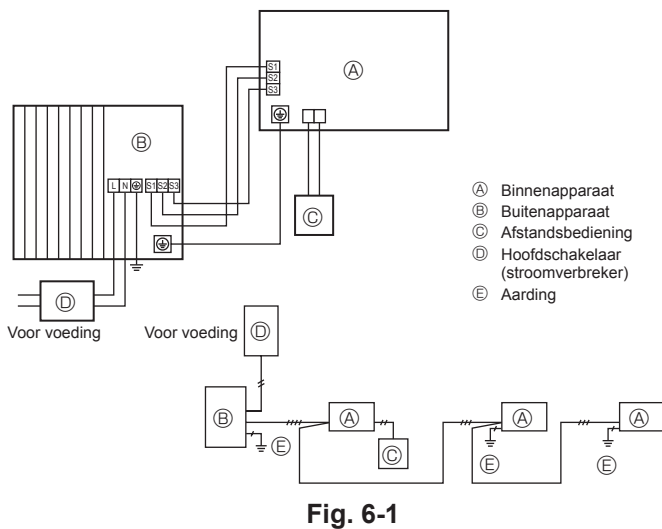 S1
S2
S3
Ⓐ
Ⓑ
L N S1 S2 S3
Ⓒ
Ⓓ
Voor voeding
Ⓐ Binnenapparaat
Ⓑ Buitenapparaat
Ⓒ Afstandsbediening
Ⓓ Hoofdschakelaar
(stroomverbreker)
Ⓔ Aarding
Voor voeding Ⓓ
Ⓑ Ⓐ Ⓐ Ⓐ
Ⓔ Ⓒ Ⓔ Ⓔ
Fig. 6-1